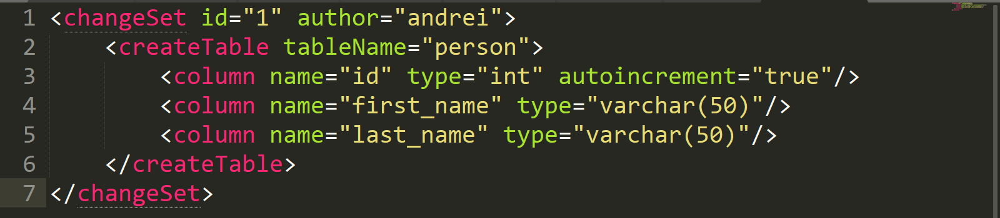 1 <changeSet id="1" author="andrei">
2     <createTable tableName="person">
3         <column name="id" type="int" autoincrement="true"/>
4         <column name="first_name" type="varchar(50)"/>
5         <column name="last_name" type="varchar(50)"/>
6     </createTable>
7 </changeSet>